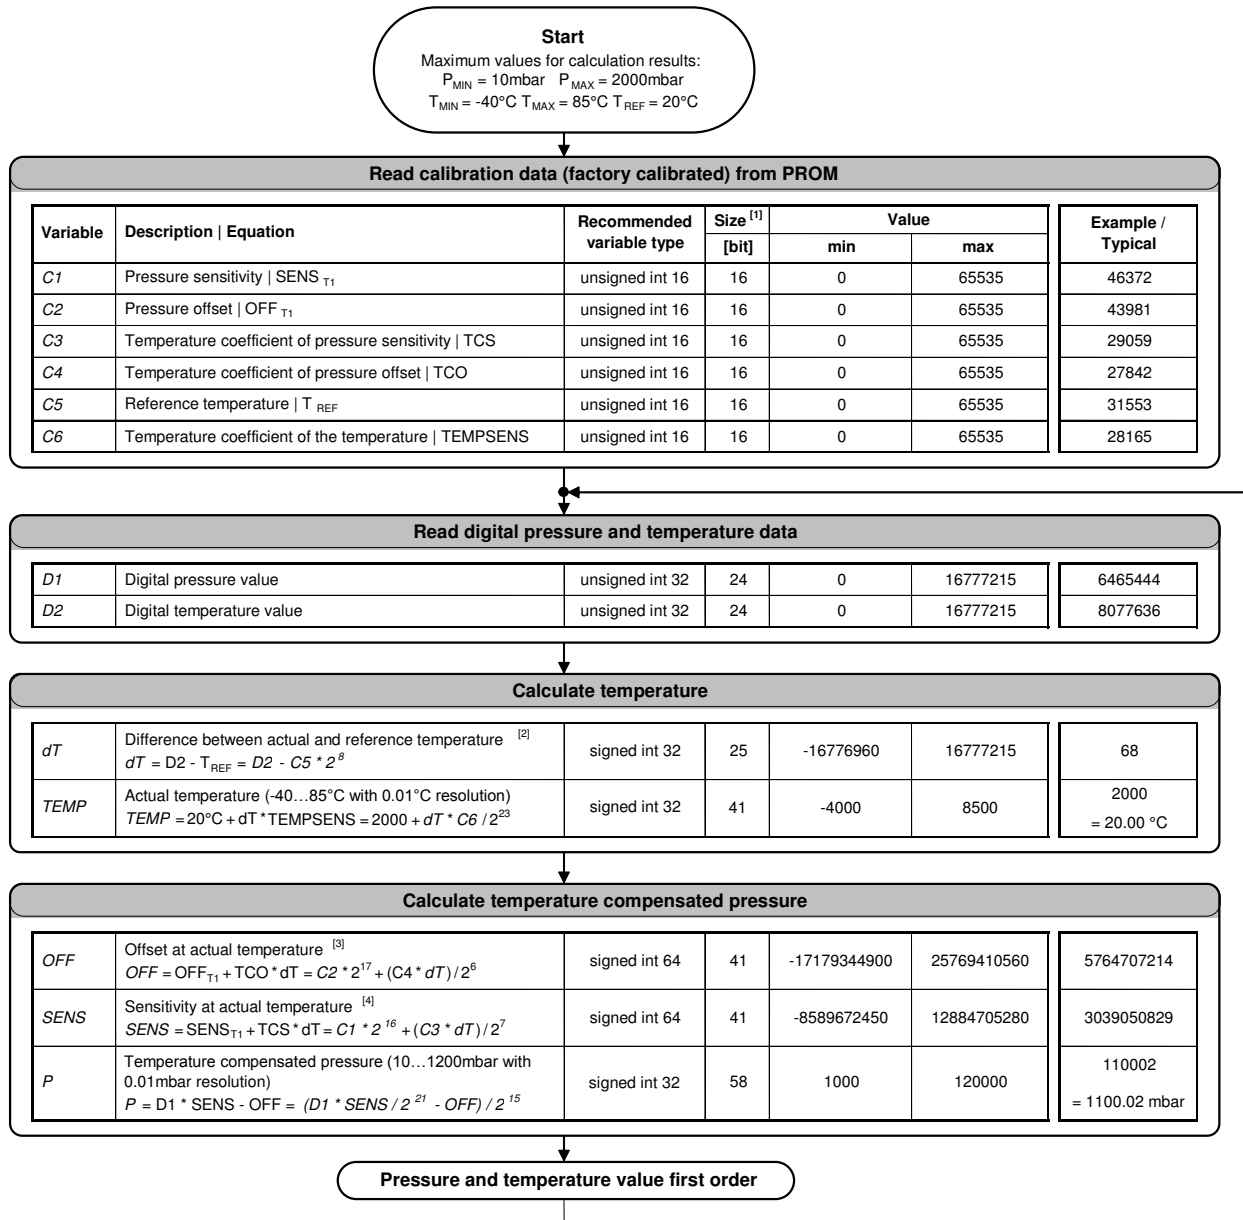 Start
Maximum values for calculation results:
PMIN = 10mbar PMAX = 2000mbar
TMIN = -40°C TMAX = 85°C TREF = 20°C
Read calibration data (factory calibrated) from PROM
Variable Description | Equation Recommended variable type Size [1] [bit] Value min max Example / Typical
C1 Pressure sensitivity | SENS T1 unsigned int 16 16 0 65535 46372
C2 Pressure offset | OFF T1 unsigned int 16 16 0 65535 43981
C3 Temperature coefficient of pressure sensitivity | TCS unsigned int 16 16 0 65535 29059
C4 Temperature coefficient of pressure offset | TCO unsigned int 16 16 0 65535 27842
C5 Reference temperature | T REF unsigned int 16 16 0 65535 31553
C6 Temperature coefficient of the temperature | TEMPSENS unsigned int 16 16 0 65535 28165
Read digital pressure and temperature data
D1 Digital pressure value unsigned int 32 24 0 16777215 6465444
D2 Digital temperature value unsigned int 32 24 0 16777215 8077636
Calculate temperature
Difference between actual and reference temperature [2]
dT signed int 32 25 -16776960 16777215 68
dT = D2 - TREF = D2 - C5 * 2^8
Actual temperature (-40…85°C with 0.01°C resolution) 2000
TEMP signed int 32 41 -4000 8500
TEMP = 20°C + dT * TEMPSENS = 2000 + dT * C6 / 2^23 = 20.00 °C
Calculate temperature compensated pressure
Offset at actual temperature [3]
OFF signed int 64 41 -17179344900 25769410560 5764707214
OFF = OFFT1 + TCO * dT = C2 * 2^17 + (C4 * dT) / 2^6
Sensitivity at actual temperature [4]
SENS signed int 64 41 -8589672450 12884705280 3039050829
SENS = SENST1 + TCS * dT = C1 * 2^16 + (C3 * dT) / 2^7
Temperature compensated pressure (10…1200mbar with 110002
0.01mbar resolution)
P signed int 32 58 1000 120000
P = D1 * SENS - OFF = (D1 * SENS / 2^21 - OFF) / 2^15 = 1100.02 mbar
Pressure and temperature value first order